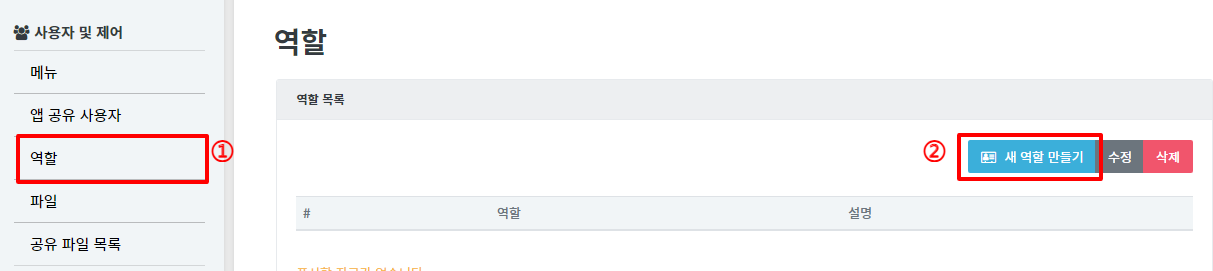 사용자 및 제어
메뉴
앱 공유 사용자
역할
①
파일
공유 파일 목록
역할
역할 목록
②
새 역할 만들기
수정
삭제
# 역할 설명